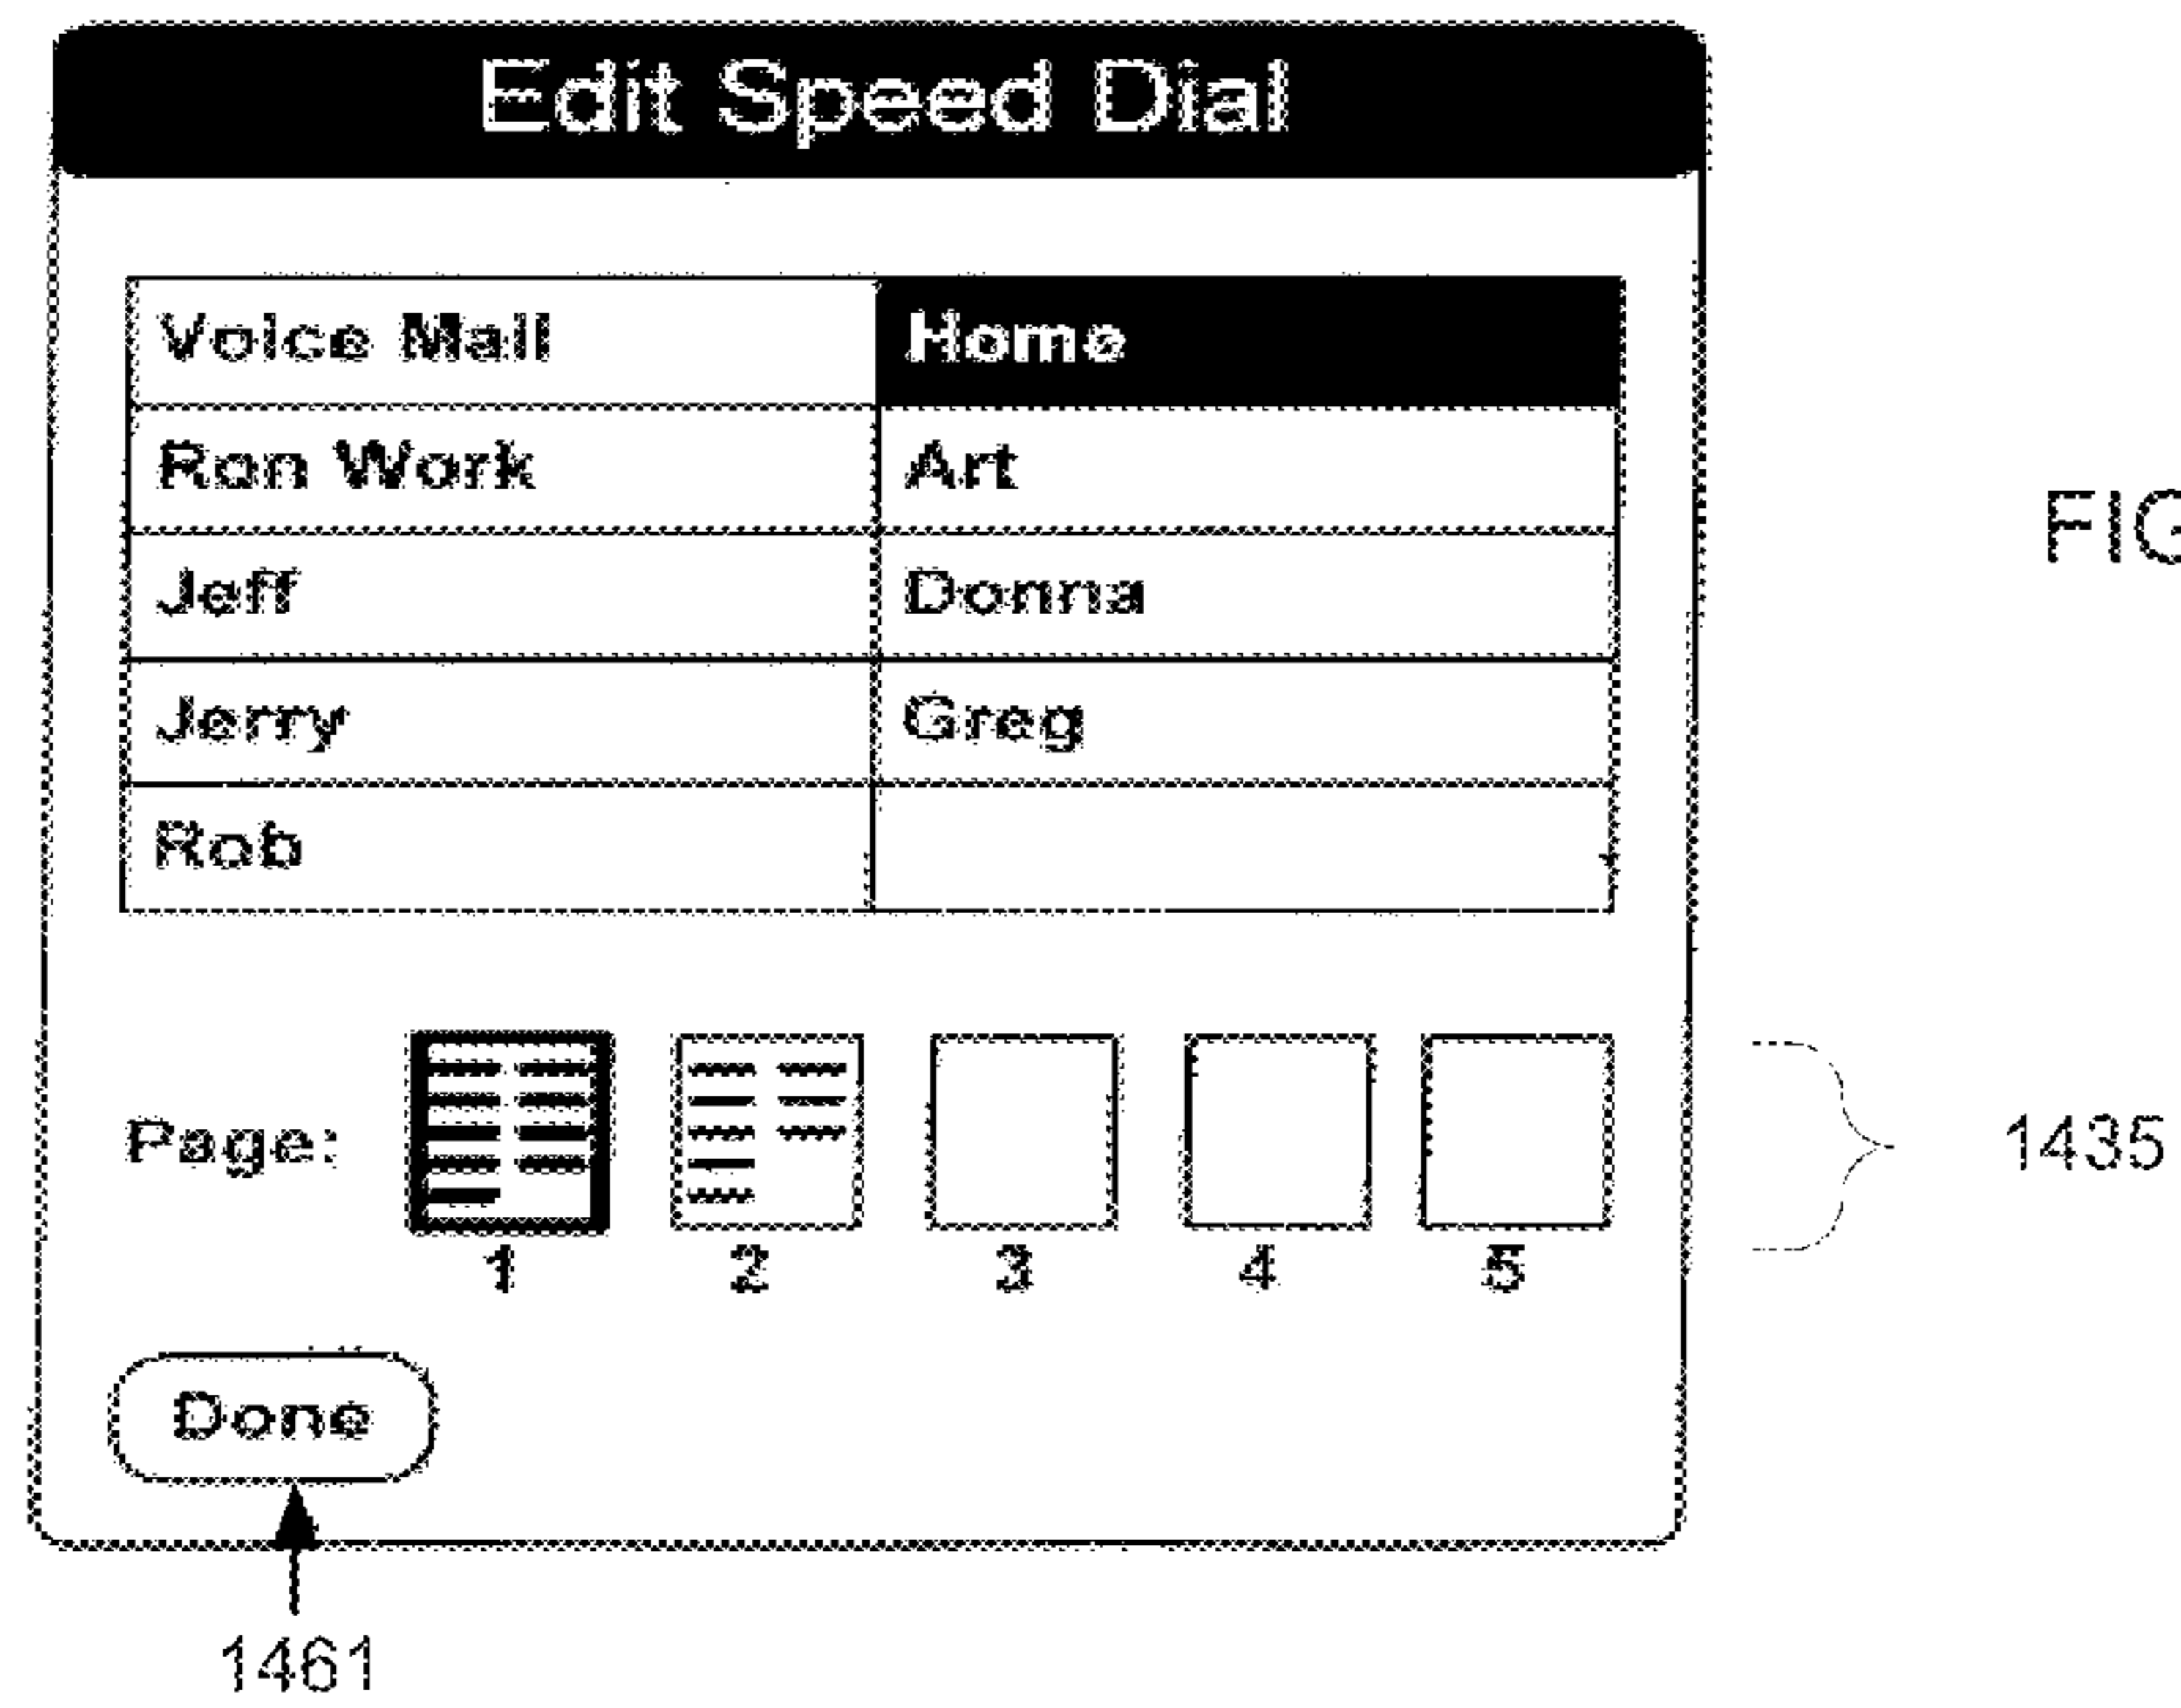 Edit Speed Dial
Voice Mail Home
Ron Work Art
FIG
Jeff Donna
Jerry Greg
Rob
Page:
1435
1 2 3 4 5
Done
1461